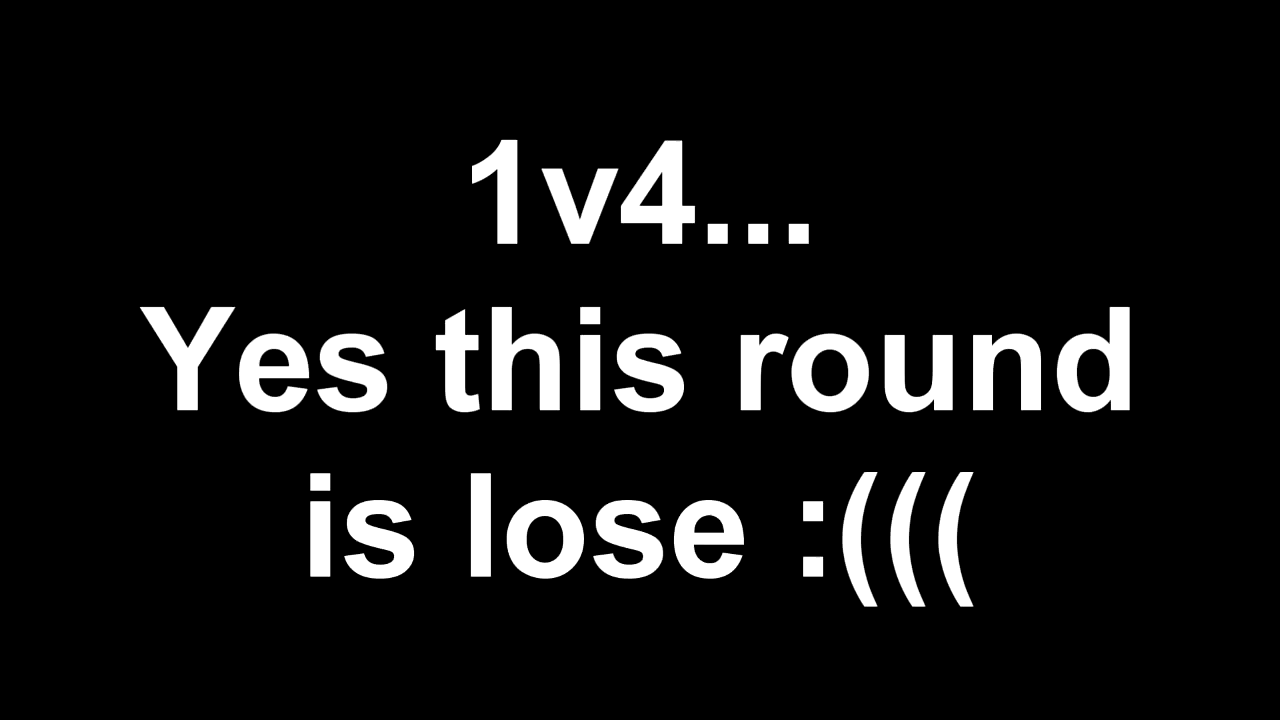 1v4...
Yes this round
is lose :(((